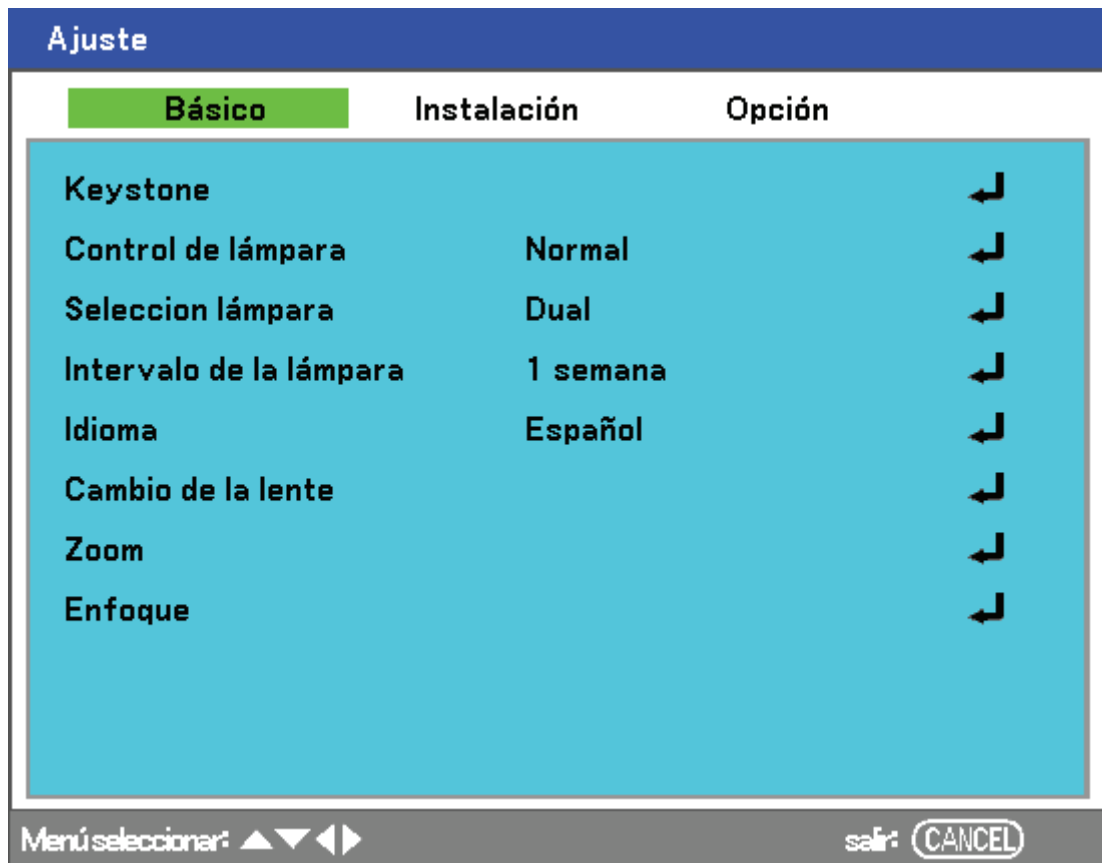 Ajuste
Básico Instalación Opción
Keystone
Control de lámpara Normal
Seleccion lámpara Dual
Intervalo de la lámpara 1 semana
Idioma Español
Cambio de la lente
Zoom
Enfoque
Menú seleccionar: ▲▼◀▶ salir: CANCEL